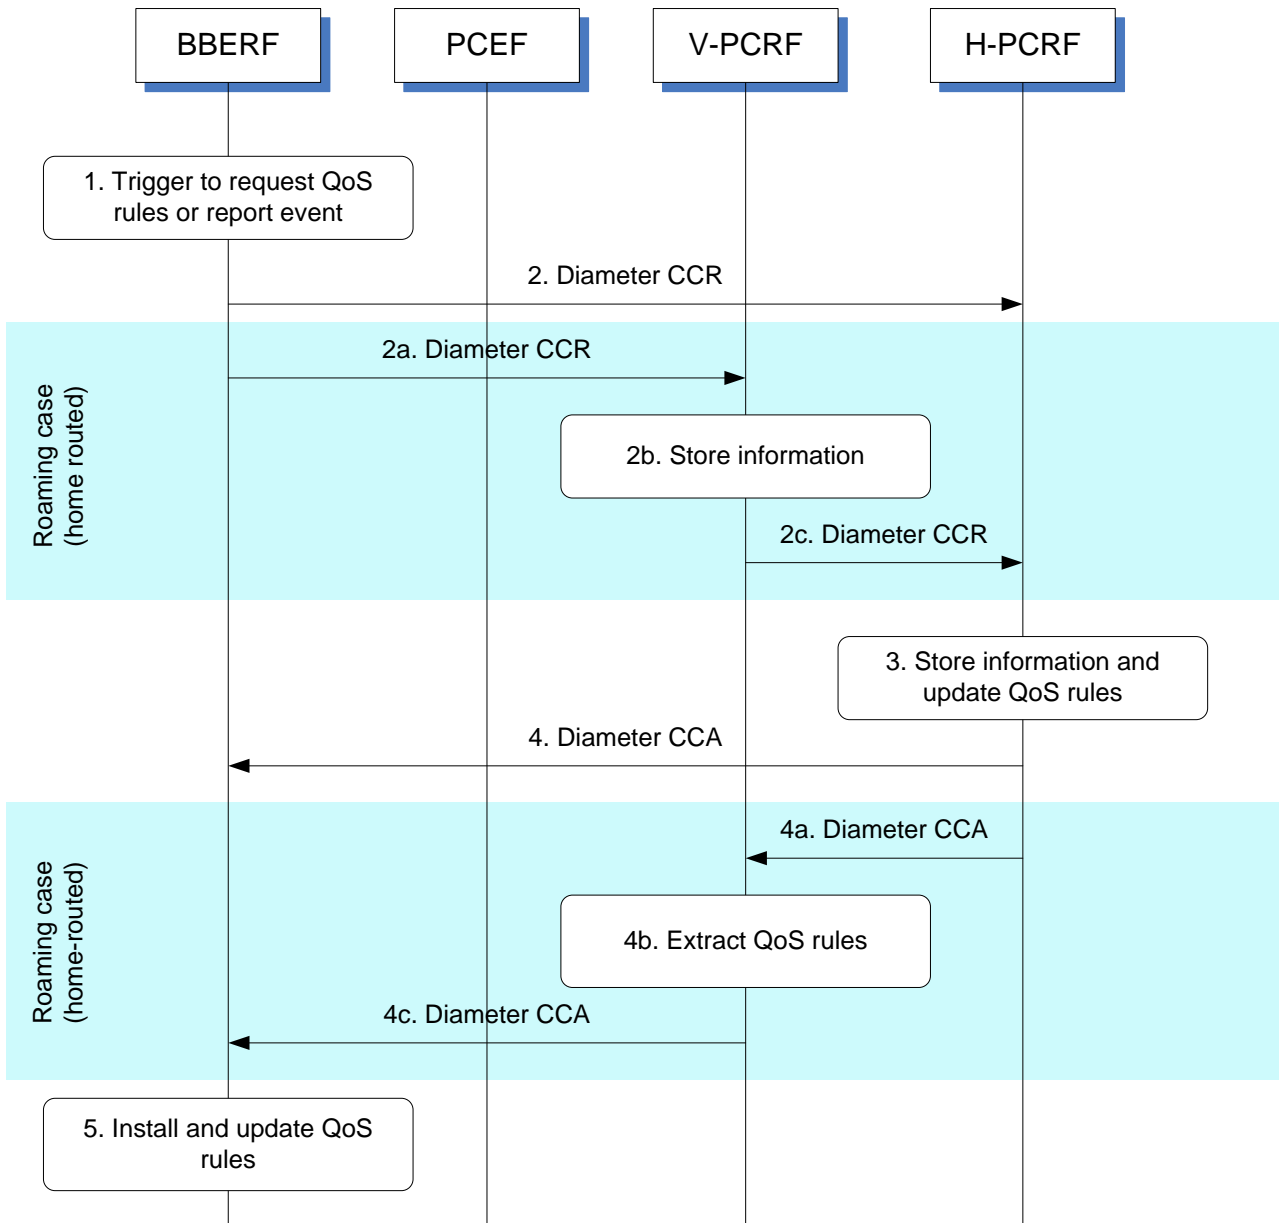 BBERF
PCEF
V-PCRF
H-PCRF
1. Trigger to request QoS
rules or report event
2. Diameter CCR
Roaming case
(home routed)
2a. Diameter CCR
2b. Store information
2c. Diameter CCR
3. Store information and
update QoS rules
4. Diameter CCA
Roaming case
(home-routed)
4a. Diameter CCA
4b. Extract QoS rules
4c. Diameter CCA
5. Install and update QoS
rules